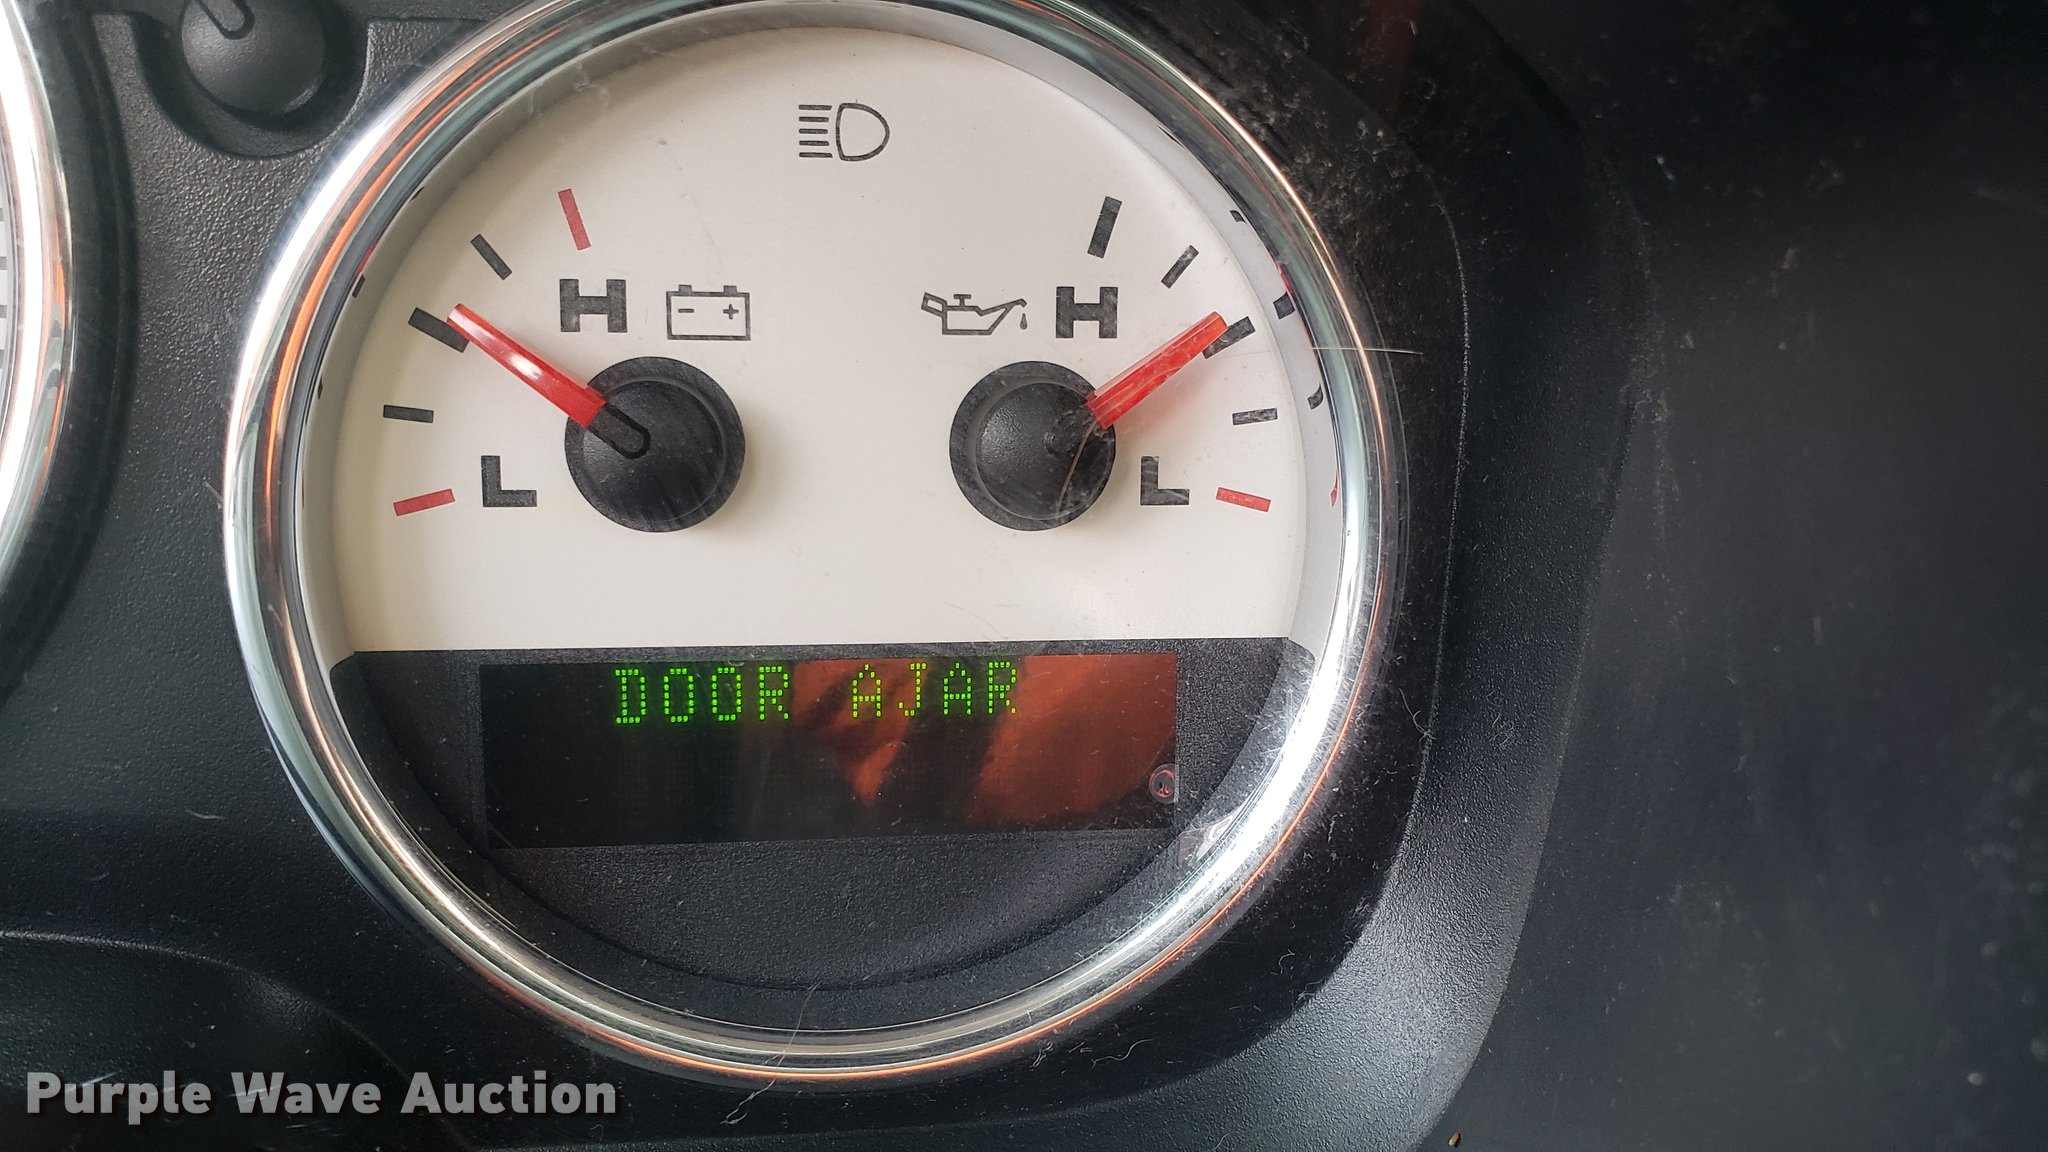 H H
L L
DOOR AJAR
Purple Wave Auction